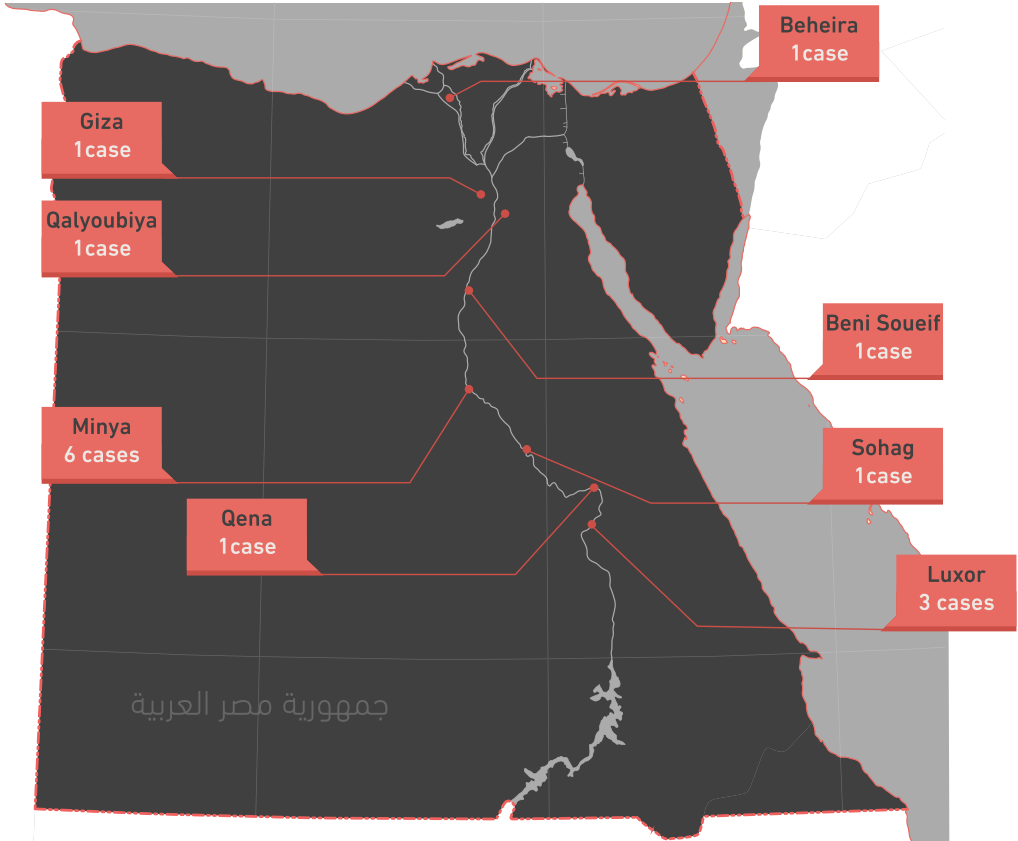 Beheira
1case
Giza
1case
Qalyoubiya
1case
Beni Soueif
1case
Minya
6 cases
Sohag
1case
Qena
1case
Luxor
3 cases
جمهورية مصر العربية